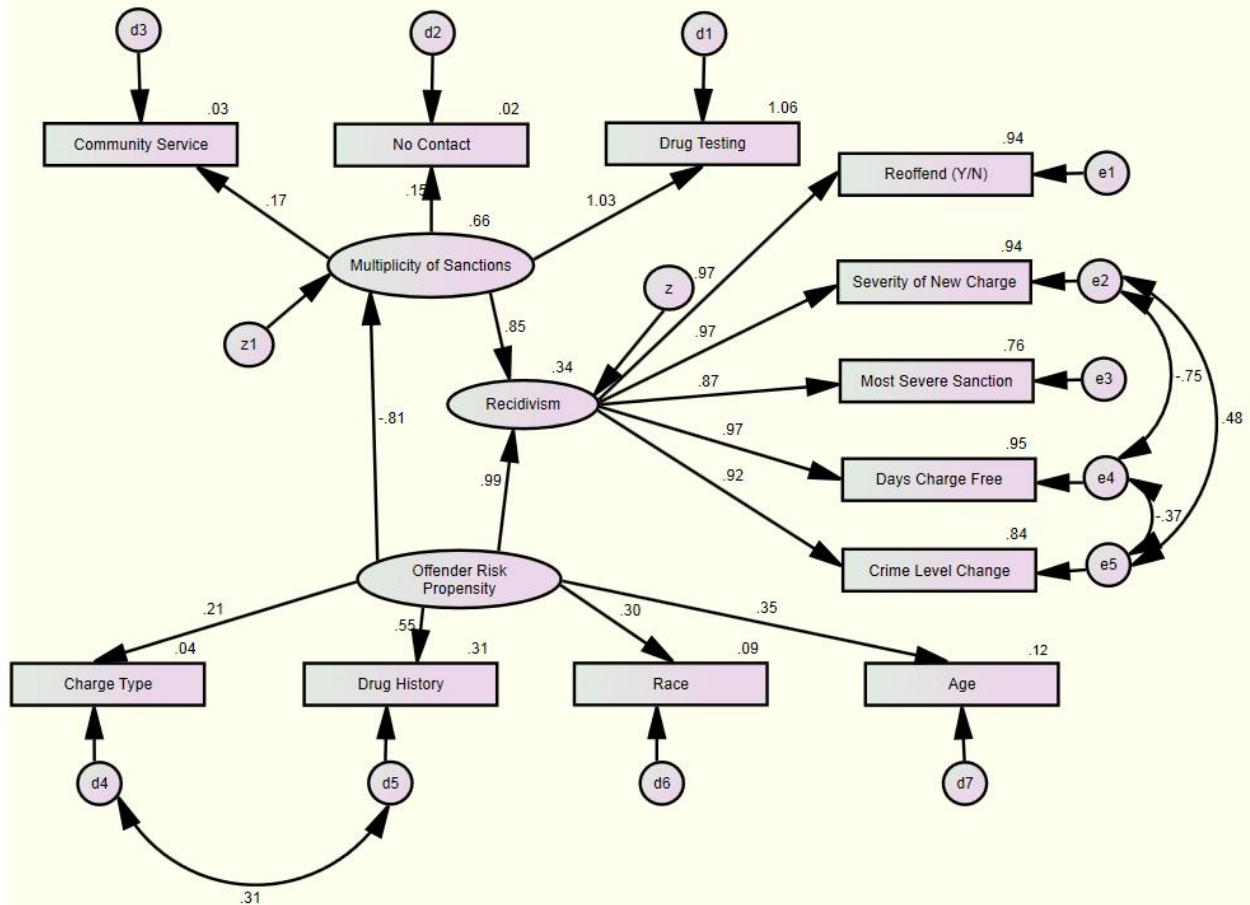 d3
d2
d1
.03
.02
1.06
Community Service
No Contact
Drug Testing
.94
Reoffend (Y/N)
e1
.17
.15
1.03
.66
Multiplicity of Sanctions
z1
z
.97
.94
Severity of New Charge
e2
.85
.97
.34
Recidivism
.76
Most Severe Sanction
e3
.87
-.75
.48
-.81
.97
.95
Days Charge Free
e4
.99
.92
-.37
.84
Crime Level Change
e5
Offender Risk
Propensity
.21
.55
.30
.35
.04
.31
.09
.12
Charge Type
Drug History
Race
Age
d4
d5
d6
d7
.31